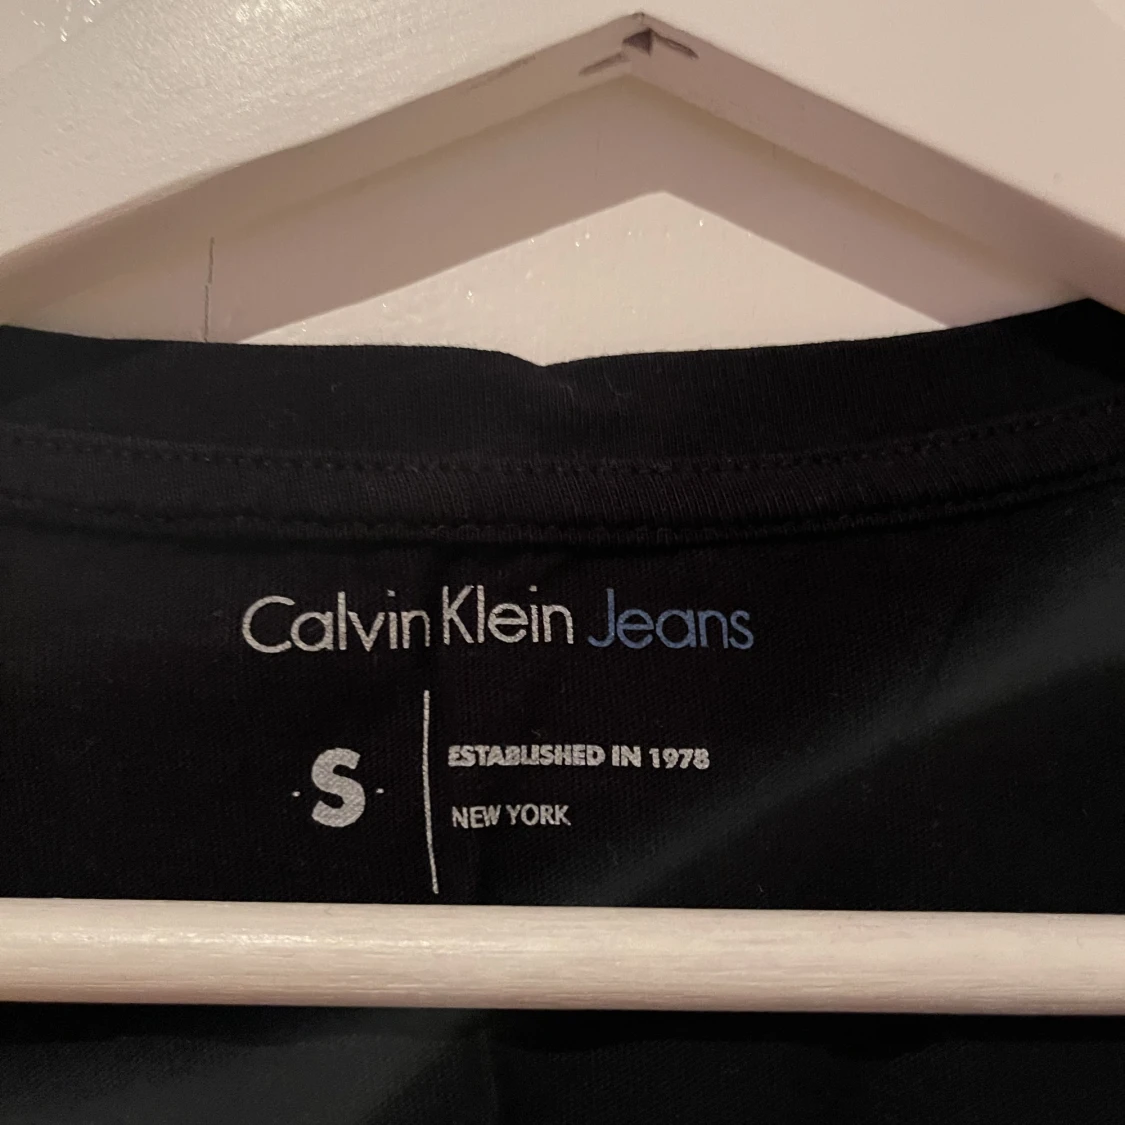 Calvin Klein Jeans
·S·
ESTABLISHED IN 1978
NEW YORK